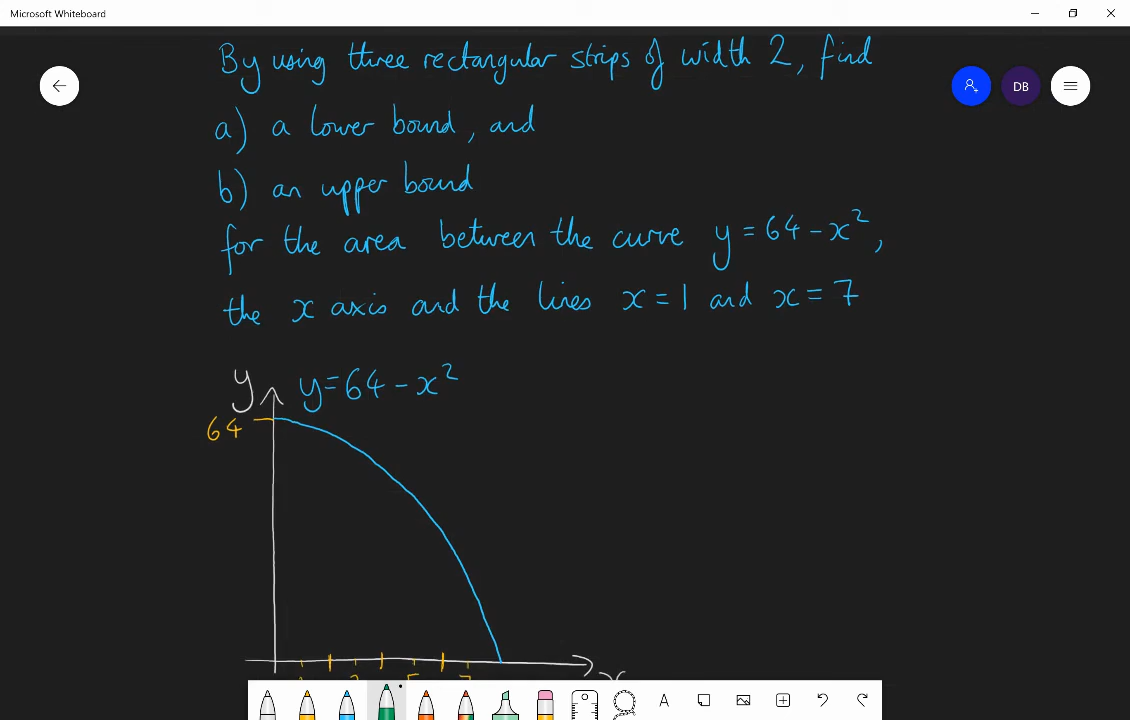 Microsoft Whiteboard
By using three rectangular strips of width 2, find
DB
a) a lower bound, and
b) an upper bound
for the area between the curve y = 64 - x²,
the x axis and the lines x = 1 and x = 7
y y = 64 - x²
64
A